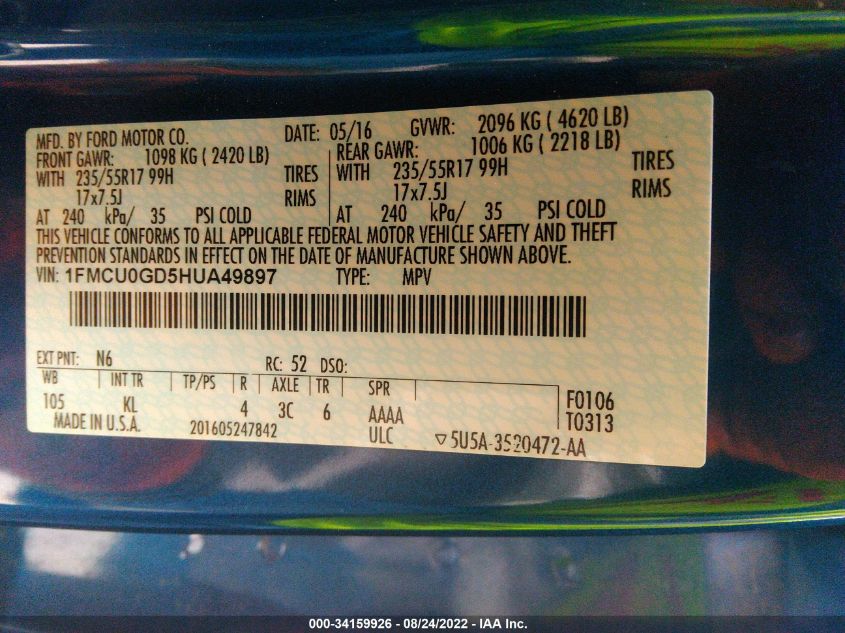 MFD. BY FORD MOTOR CO. DATE: 05/16 GVWR: 2096 KG ( 4620 LB)
FRONT GAWR: 1098 KG ( 2420 LB) REAR GAWR: 1006 KG ( 2218 LB)
WITH 235/55R17 99H TIRES WITH 235/55R17 99H TIRES
17x7.5J RIMS 17x7.5J RIMS
AT 240 kPa/ 35 PSI COLD AT 240 kPa/ 35 PSI COLD
THIS VEHICLE CONFORMS TO ALL APPLICABLE FEDERAL MOTOR VEHICLE SAFETY AND THEFT
PREVENTION STANDARDS IN EFFECT ON THE DATE OF MANUFACTURE SHOWN ABOVE.
VIN: 1FMCU0GD5HUA49897 TYPE: MPV
EXT PNT: N6 RC: 52 DSO:
WB INT TR TP/PS R AXLE TR SPR
105 KL 4 3C 6 AAAA F0106
MADE IN U.S.A. 201605247842 ULC T0313
▽5U5A-3520472-AA
000-34159926 - 08/24/2022 - IAA Inc.